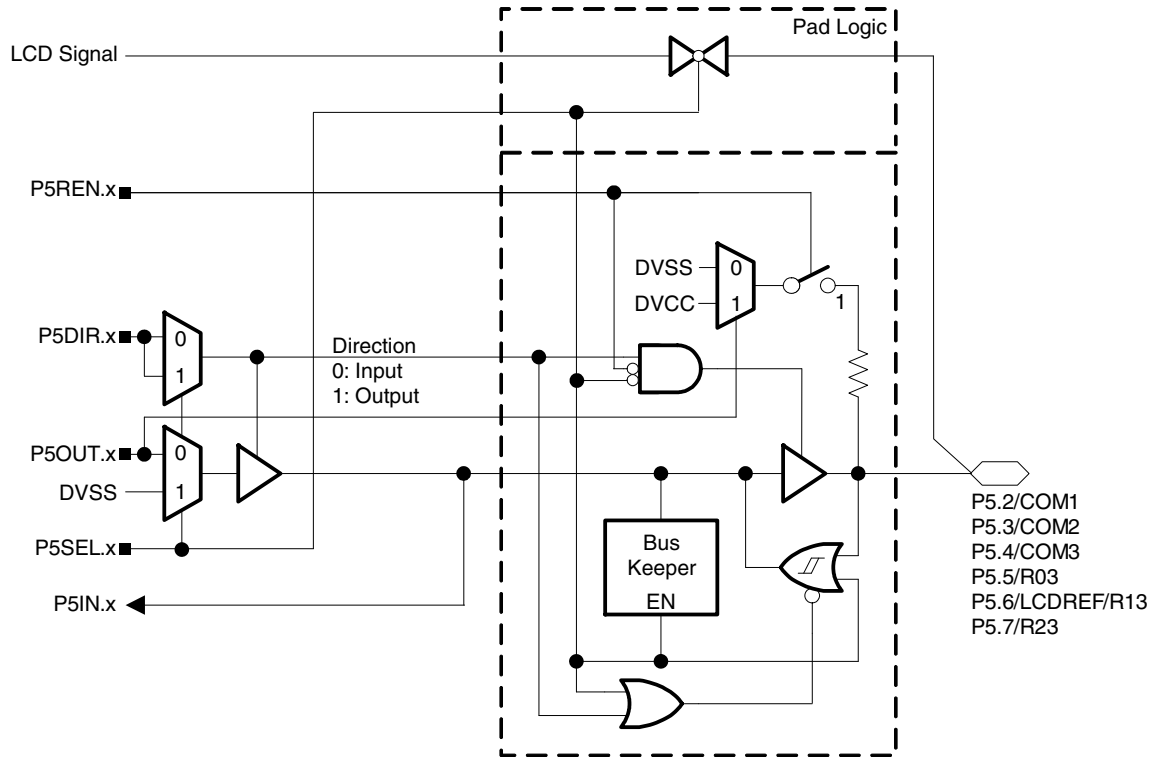 Pad Logic
LCD Signal
P5REN.x
DVSS
0
DVCC
1
1
P5DIR.x
0
1
Direction
0: Input
1: Output
P5OUT.x
0
DVSS
1
P5SEL.x
P5IN.x
Bus
Keeper
EN
P5.2/COM1
P5.3/COM2
P5.4/COM3
P5.5/R03
P5.6/LCDREF/R13
P5.7/R23